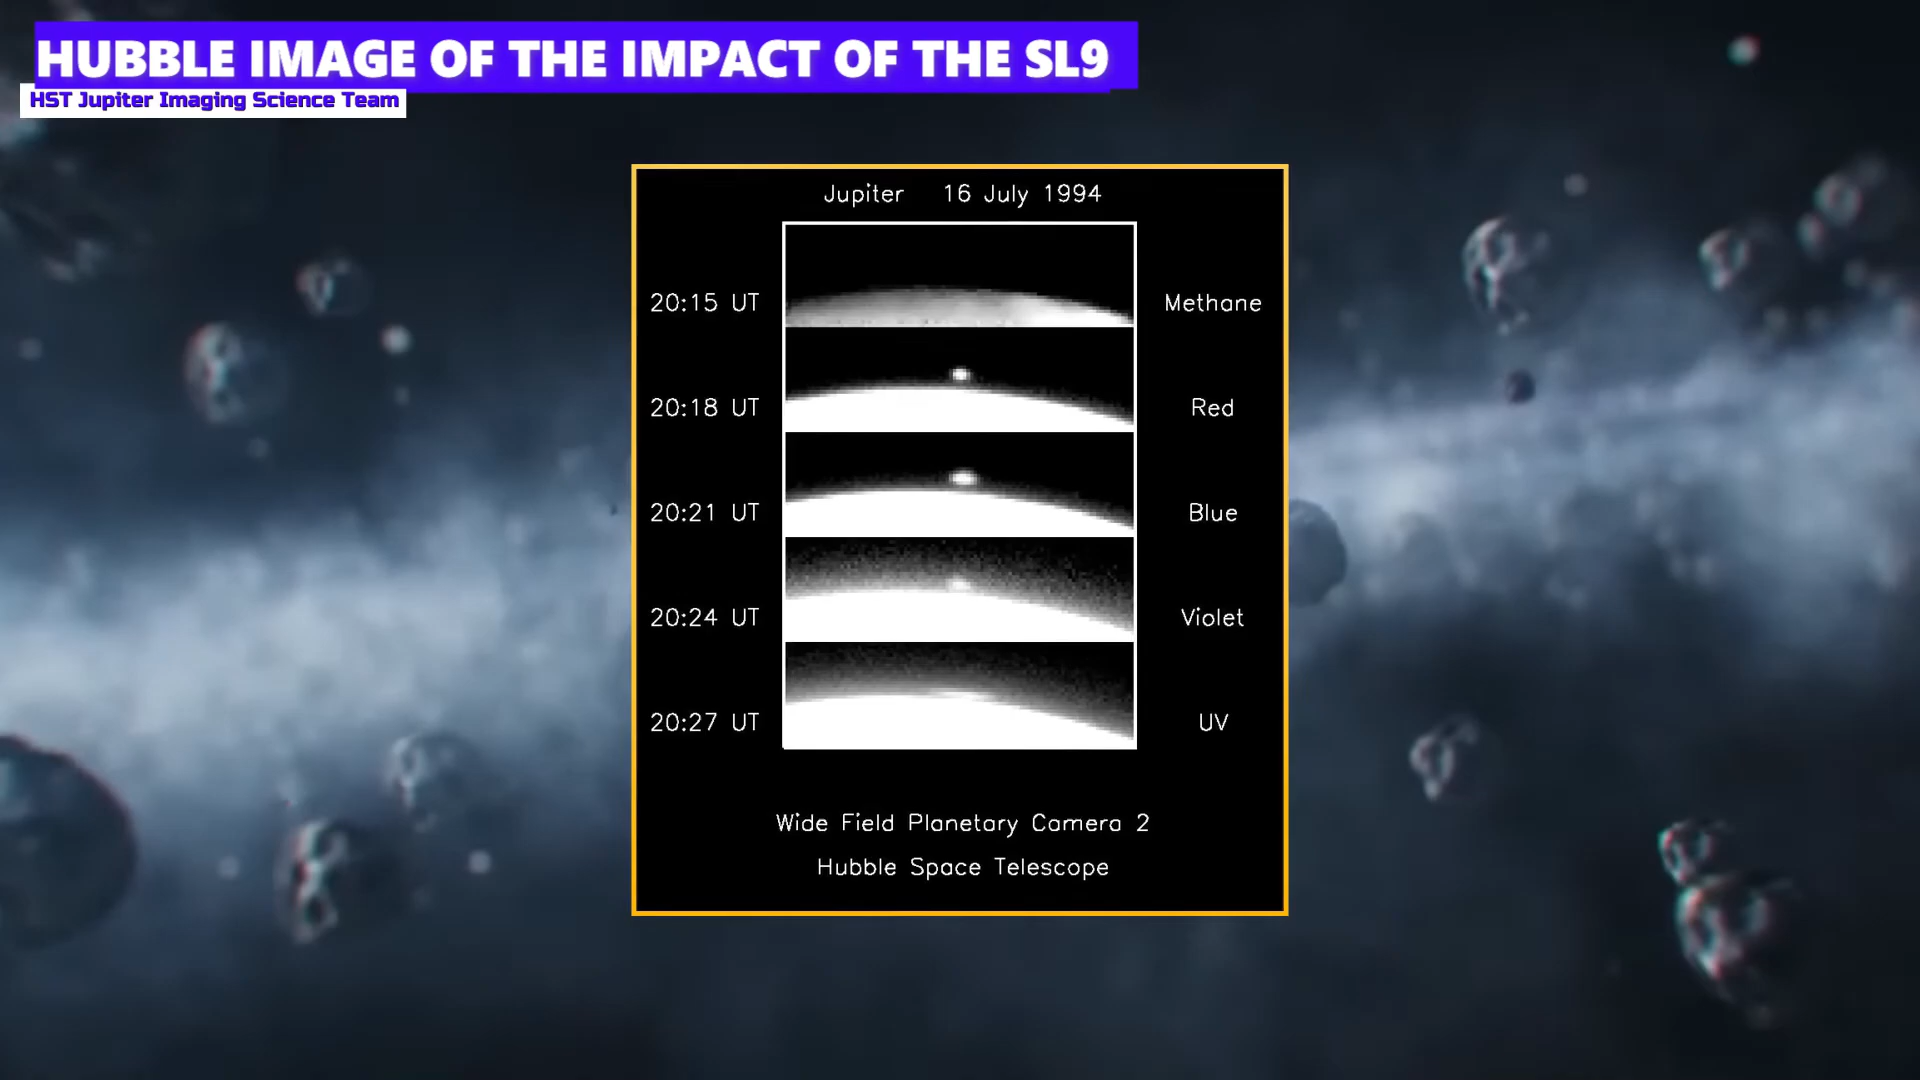 HUBBLE IMAGE OF THE IMPACT OF THE SL9
HST Jupiter Imaging Science Team
Jupiter 16 July 1994
20:15 UT Methane
20:18 UT Red
20:21 UT Blue
20:24 UT Violet
20:27 UT UV
Wide Field Planetary Camera 2
Hubble Space Telescope